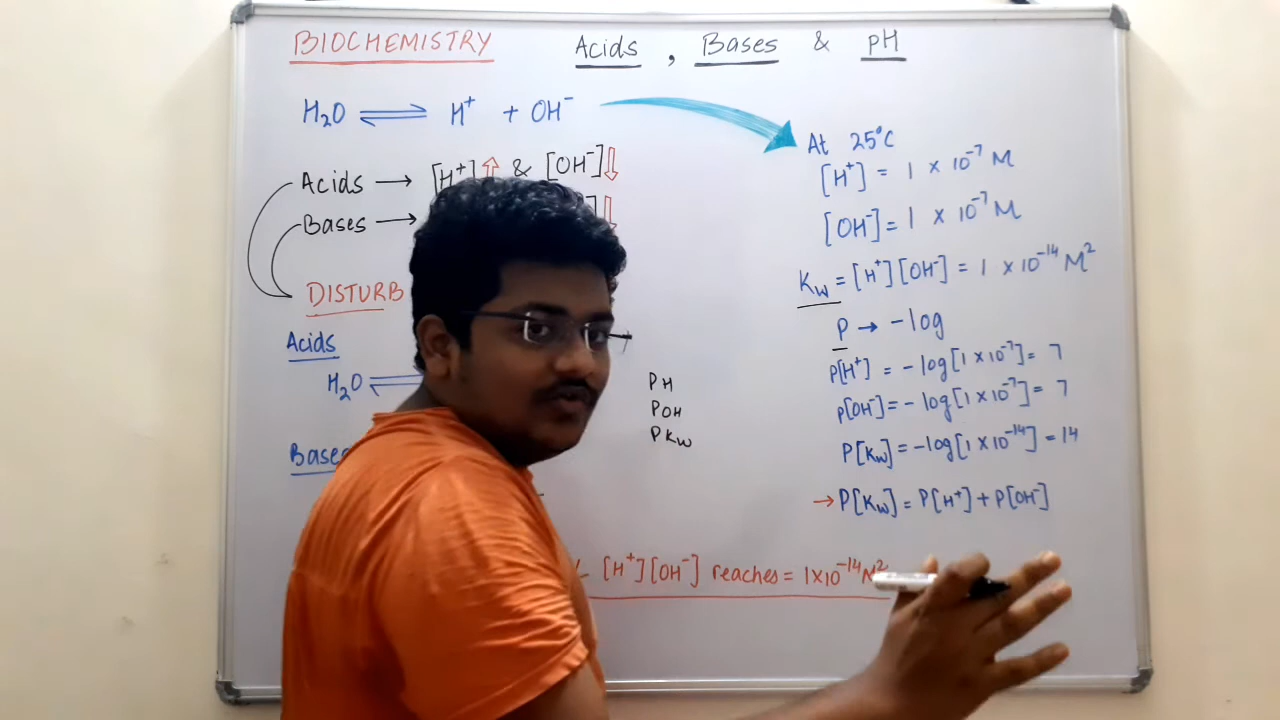 BIOCHEMISTRY
Acids, Bases & pH
H₂O ⇌ H⁺ + OH⁻
Acids → [H⁺]⇧ & [OH⁻]⇩
Bases →
DISTURB
Acids
H₂O ⇌
Bases
PH
POH
PKw
[H⁺][OH⁻] reaches = 1×10⁻¹⁴M²
At 25°C
[H⁺] = 1 × 10⁻⁷ M
[OH⁻] = 1 × 10⁻⁷ M
Kw = [H⁺][OH⁻] = 1 × 10⁻¹⁴ M²
P → -log
P[H⁺] = -log[1×10⁻⁷] = 7
P[OH⁻] = -log[1×10⁻⁷] = 7
P[Kw] = -log[1×10⁻¹⁴] = 14
→ P[Kw] = P[H⁺] + P[OH⁻]